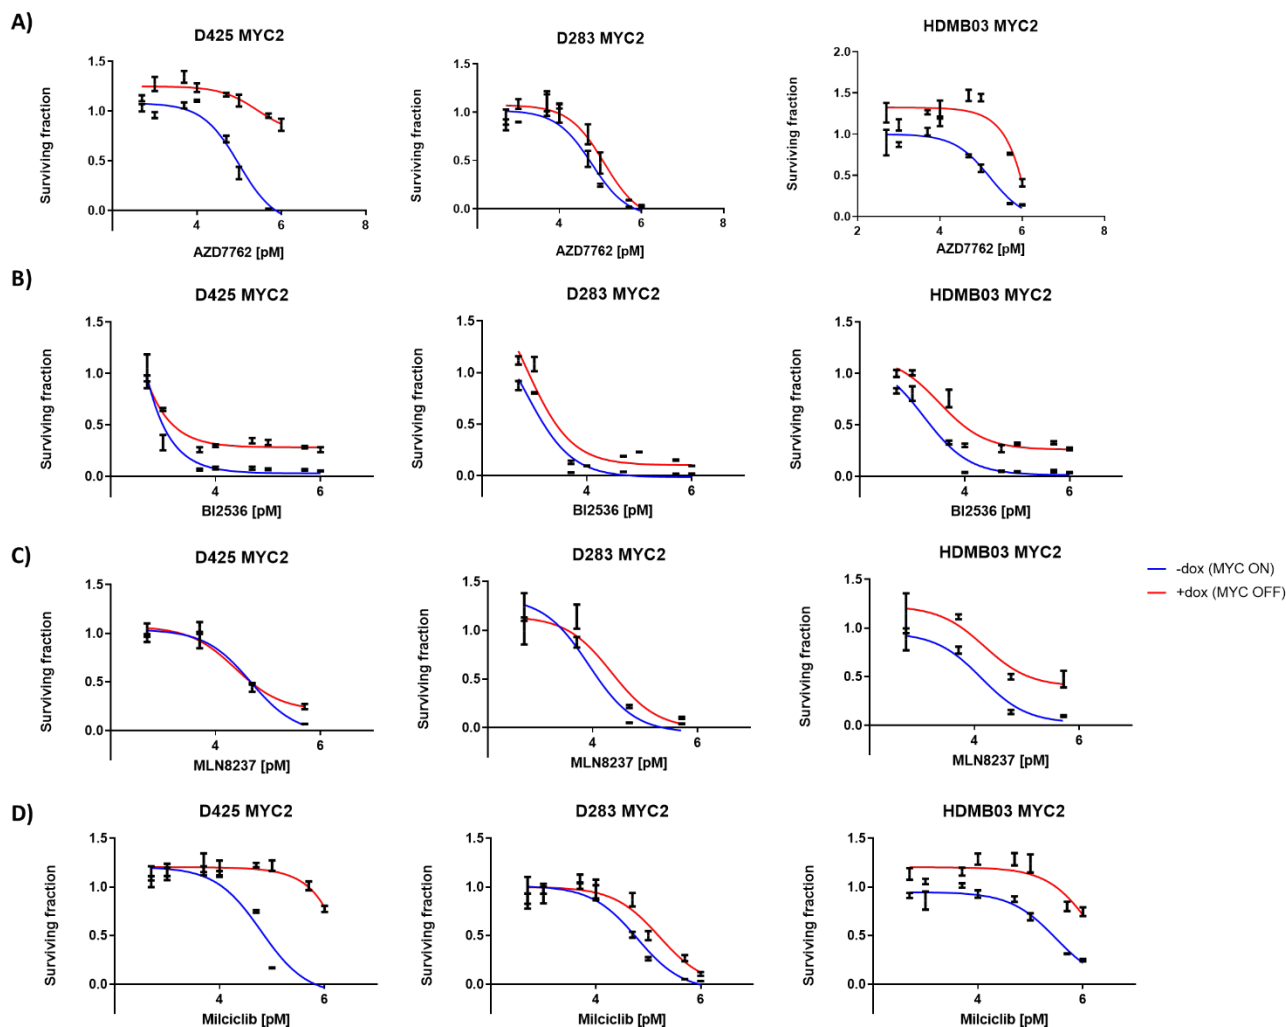 A)
D425 MYC2
D283 MYC2
HDMB03 MYC2
Surviving fraction
1.5
1.0
0.5
0.0
4
6
8
AZD7762 [pM]
Surviving fraction
1.5
1.0
0.5
0.0
4
6
8
AZD7762 [pM]
Surviving fraction
2.0
1.5
1.0
0.5
0.0
2
4
6
8
AZD7762 [pM]
B)
D425 MYC2
D283 MYC2
HDMB03 MYC2
Surviving fraction
1.5
1.0
0.5
0.0
4
6
BI2536 [pM]
Surviving fraction
1.5
1.0
0.5
0.0
4
6
BI2536 [pM]
Surviving fraction
1.5
1.0
0.5
0.0
4
6
BI2536 [pM]
C)
D425 MYC2
D283 MYC2
HDMB03 MYC2
Surviving fraction
1.5
1.0
0.5
0.0
4
6
MLN8237 [pM]
Surviving fraction
1.5
1.0
0.5
0.0
4
6
MLN8237 [pM]
Surviving fraction
1.5
1.0
0.5
0.0
4
6
MLN8237 [pM]
-dox (MYC ON)
+dox (MYC OFF)
D)
D425 MYC2
D283 MYC2
HDMB03 MYC2
Surviving fraction
1.5
1.0
0.5
0.0
4
6
Milciclib [pM]
Surviving fraction
1.5
1.0
0.5
0.0
4
6
Milciclib [pM]
Surviving fraction
1.5
1.0
0.5
0.0
4
6
Milciclib [pM]